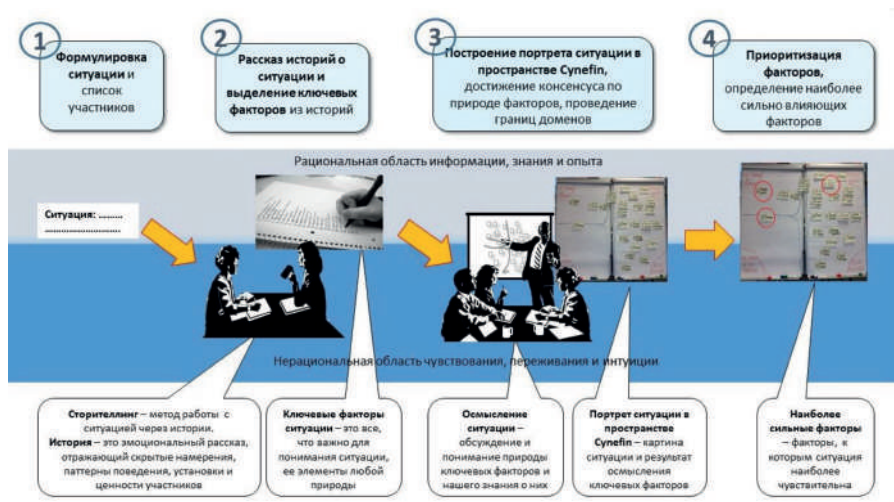 1
Формулировка
ситуации и
список
участников
2
Рассказ историй о
ситуации и
выделение ключевых
факторов из историй
3
Построение портрета ситуации в
пространстве Cynefin,
достижение консенсуса по
природе факторов, проведение
границ доменов
4
Приоритизация
факторов,
определение наиболее
сильно влияющих
факторов
Рациональная область информации, знания и опыта
Ситуация: .........
..............................
Нерациональная область чувствования, переживания и интуиции
Сторителлинг – метод работы с
ситуацией через истории.
История – это эмоциональный рассказ,
отражающий скрытые намерения,
паттерны поведения, установки и
ценности участников
Ключевые факторы
ситуации – это все,
что важно для
понимания ситуации,
ее элементы любой
природы
Осмысление
ситуации –
обсуждение и
понимание природы
ключевых факторов и
нашего знания о них
Портрет ситуации в
пространстве
Cynefin – картина
ситуации и результат
осмысления
ключевых факторов
Наиболее
сильные факторы
– факторы, к
которым ситуация
наиболее
чувствительна